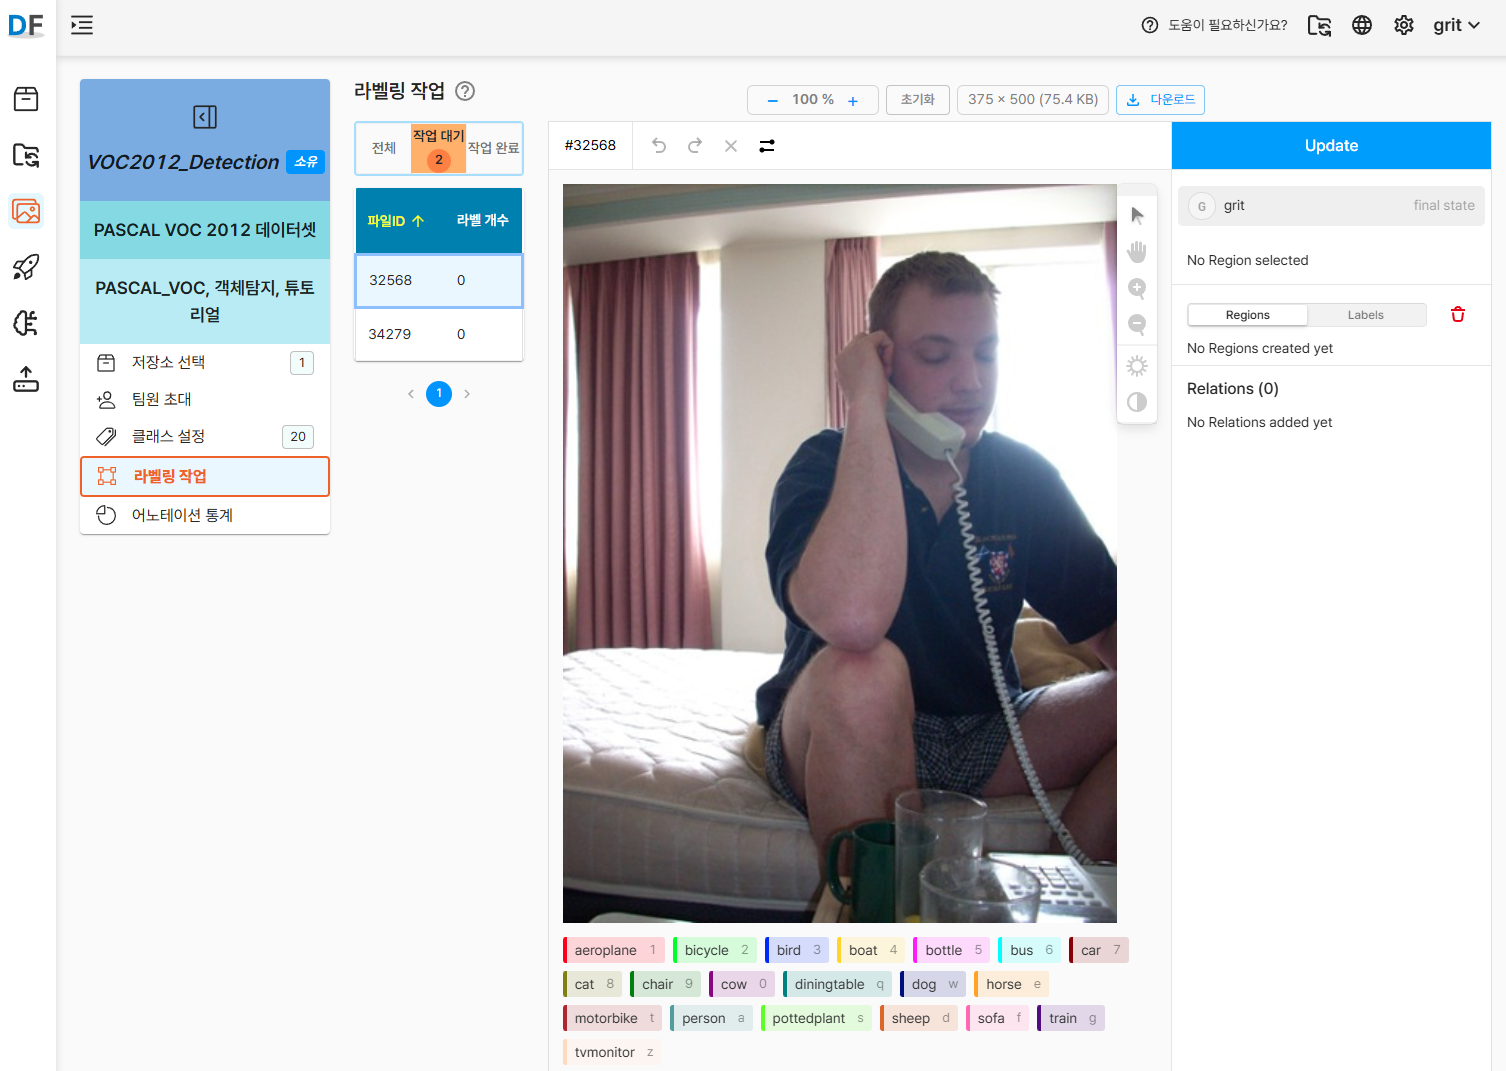 DF
도움이 필요하신가요?
grit
VOC2012_Detection 소유
PASCAL VOC 2012 데이터셋
PASCAL_VOC, 객체탐지, 튜토
리얼
저장소 선택 1
팀원 초대
클래스 설정 20
라벨링 작업
어노테이션 통계
라벨링 작업
전체 작업 대기 2 작업 완료
파일ID 라벨 개수
32568 0
34279 0
1
100 %
초기화
375 × 500 (75.4 KB)
다운로드
#32568
aeroplane 1 bicycle 2 bird 3 boat 4 bottle 5 bus 6 car 7
cat 8 chair 9 cow 0 diningtable q dog w horse e
motorbike t person a pottedplant s sheep d sofa f train g
tvmonitor z
Update
G grit final state
No Region selected
Regions Labels
No Regions created yet
Relations (0)
No Relations added yet